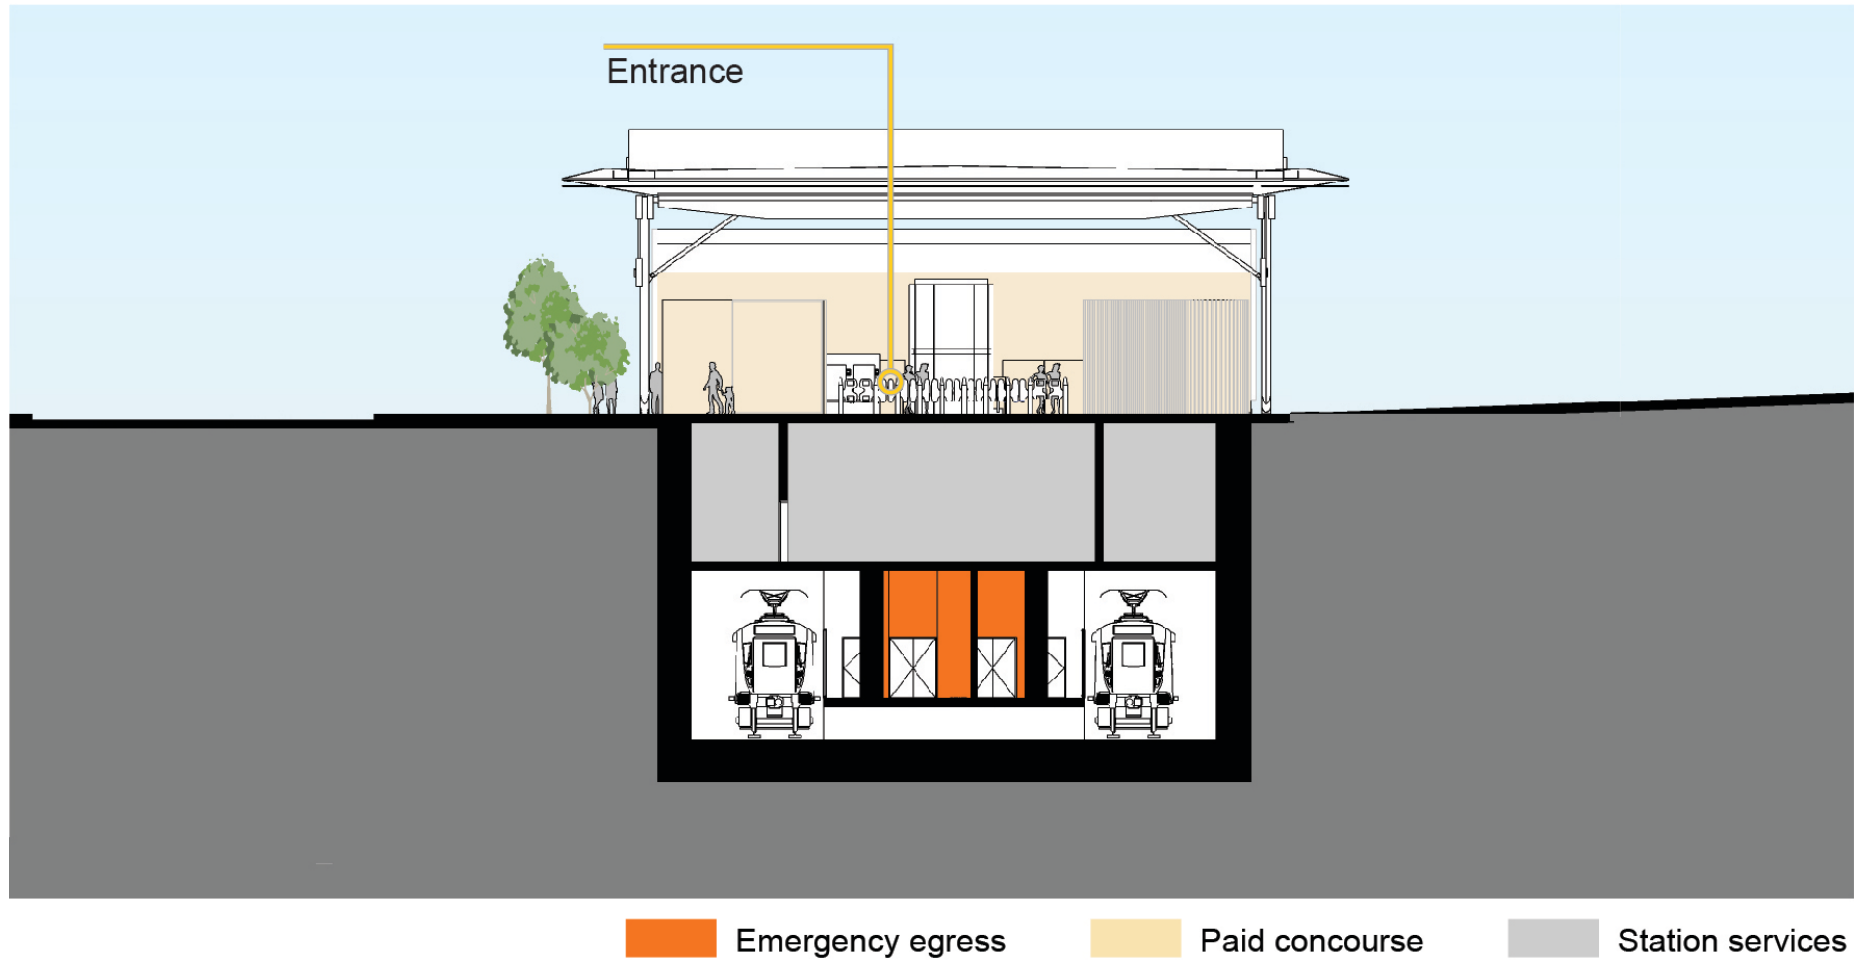 Entrance
Emergency egress
Paid concourse
Station services